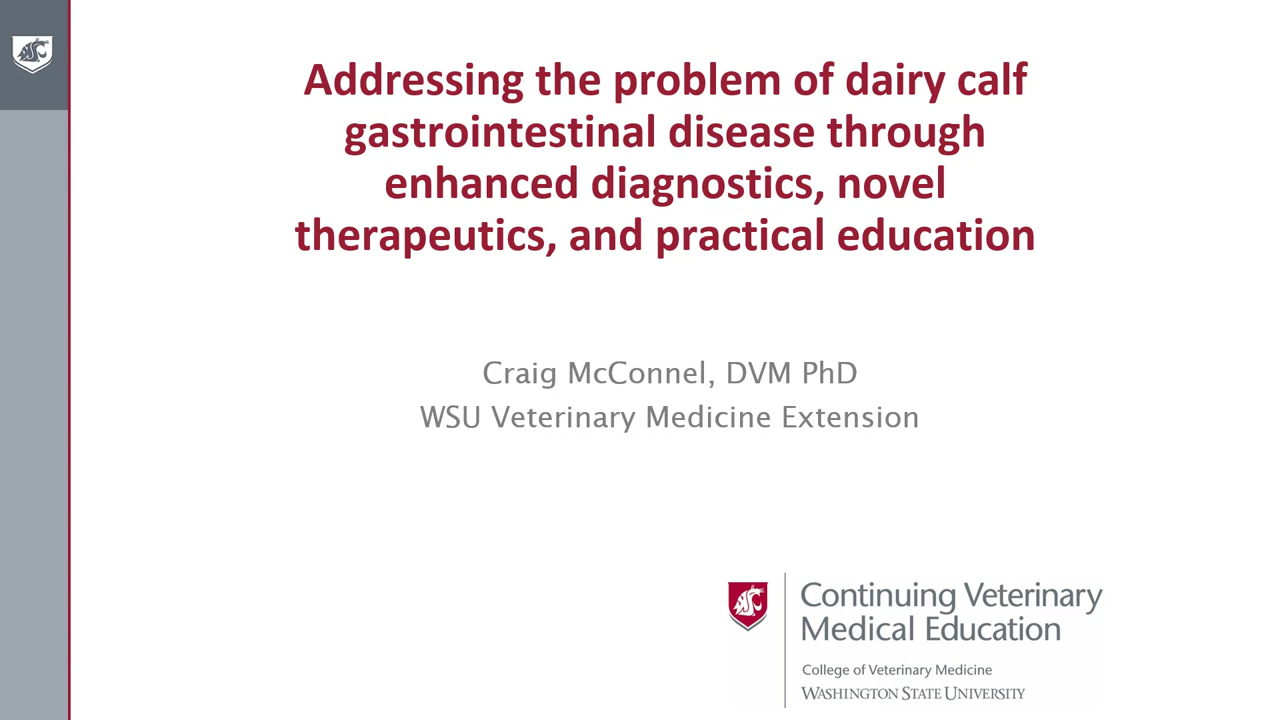 Addressing the problem of dairy calf
gastrointestinal disease through
enhanced diagnostics, novel
therapeutics, and practical education
Craig McConnel, DVM PhD
WSU Veterinary Medicine Extension
Continuing Veterinary
Medical Education
College of Veterinary Medicine
WASHINGTON STATE UNIVERSITY